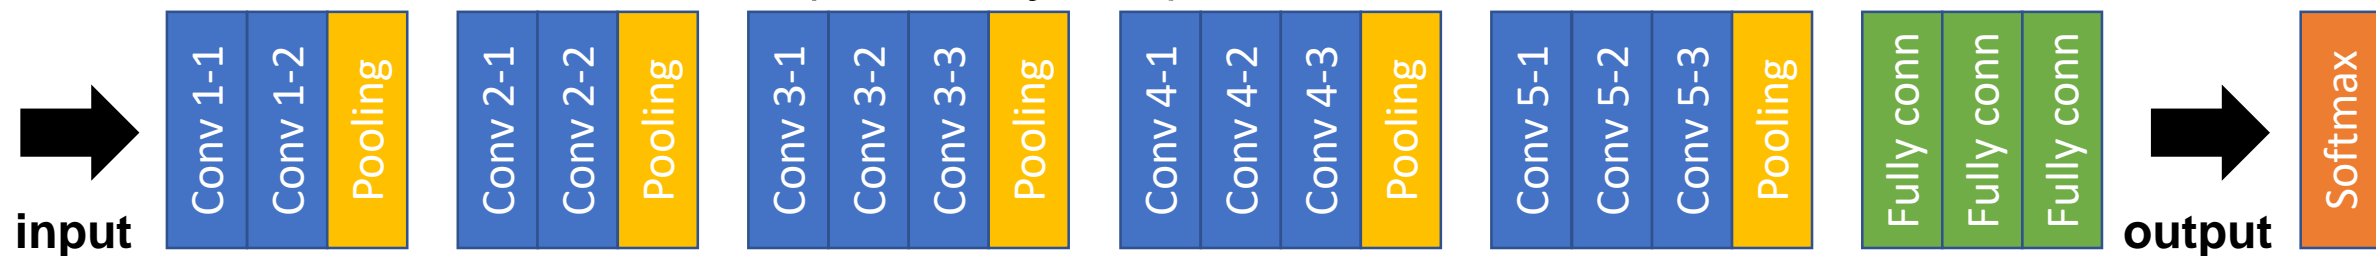 input
Conv 1-1
Conv 1-2
Pooling
Conv 2-1
Conv 2-2
Pooling
Conv 3-1
Conv 3-2
Conv 3-3
Pooling
Conv 4-1
Conv 4-2
Conv 4-3
Pooling
Conv 5-1
Conv 5-2
Conv 5-3
Pooling
Fully conn
Fully conn
Fully conn
output
Softmax